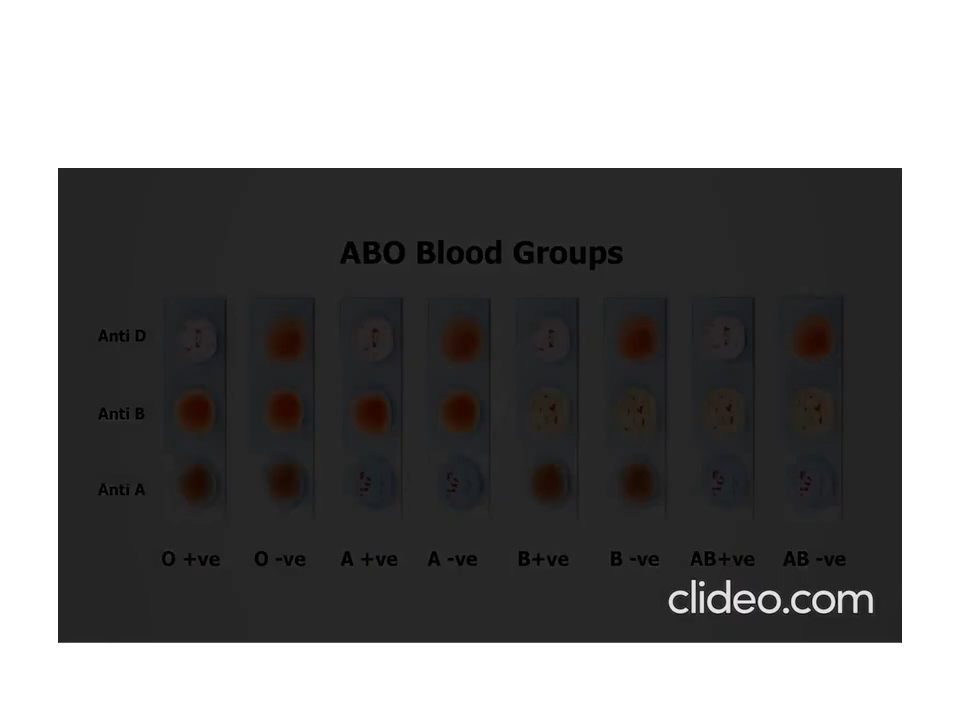 ABO Blood Groups
Anti D
Anti B
Anti A
O +ve O -ve A +ve A -ve B+ve B -ve AB+ve AB -ve
clideo.com